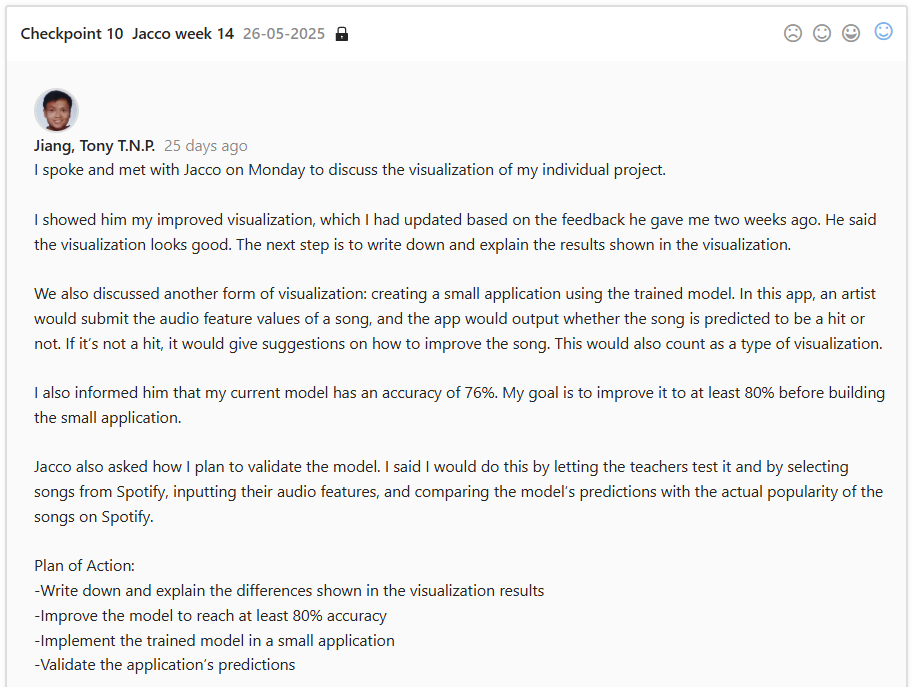 Checkpoint 10 Jacco week 14 26-05-2025
Jiang, Tony T.N.P. 25 days ago
I spoke and met with Jacco on Monday to discuss the visualization of my individual project.
I showed him my improved visualization, which I had updated based on the feedback he gave me two weeks ago. He said
the visualization looks good. The next step is to write down and explain the results shown in the visualization.
We also discussed another form of visualization: creating a small application using the trained model. In this app, an artist
would submit the audio feature values of a song, and the app would output whether the song is predicted to be a hit or
not. If it’s not a hit, it would give suggestions on how to improve the song. This would also count as a type of visualization.
I also informed him that my current model has an accuracy of 76%. My goal is to improve it to at least 80% before building
the small application.
Jacco also asked how I plan to validate the model. I said I would do this by letting the teachers test it and by selecting
songs from Spotify, inputting their audio features, and comparing the model’s predictions with the actual popularity of the
songs on Spotify.
Plan of Action:
-Write down and explain the differences shown in the visualization results
-Improve the model to reach at least 80% accuracy
-Implement the trained model in a small application
-Validate the application’s predictions